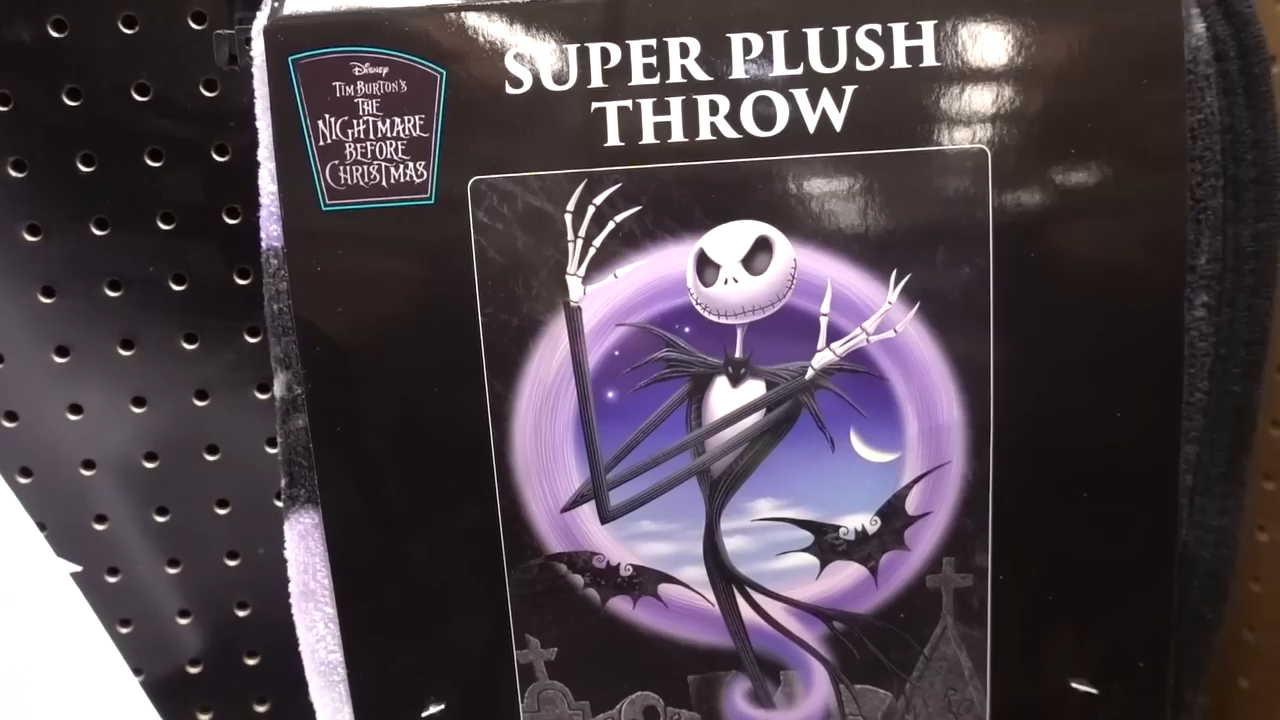 Disney
TIM BURTON'S
THE
NIGHTMARE
BEFORE
CHRISTMAS
SUPER PLUSH
THROW